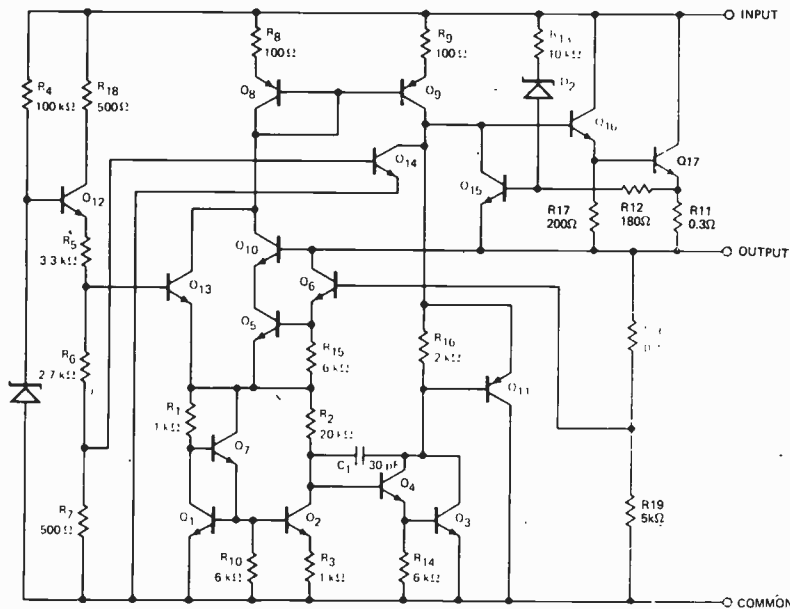 INPUT
R8
100Ω
R9
100Ω
10 kΩ
R4
100 kΩ
R18
500Ω
Q8
Q9
Q16
Q14
Q17
Q12
Q15
R12
180Ω
R11
0.3Ω
R17
200Ω
R5
3.3 kΩ
OUTPUT
Q10
Q13
Q6
Q5
R15
6 kΩ
R16
2 kΩ
Q11
R6
2.7 kΩ
R1
1 kΩ
R2
20 kΩ
Q7
C1
30 pF
Q4
R7
500 Ω
Q1
Q2
Q3
R19
5kΩ
R10
6 kΩ
R3
1 kΩ
R14
6 kΩ
COMMON